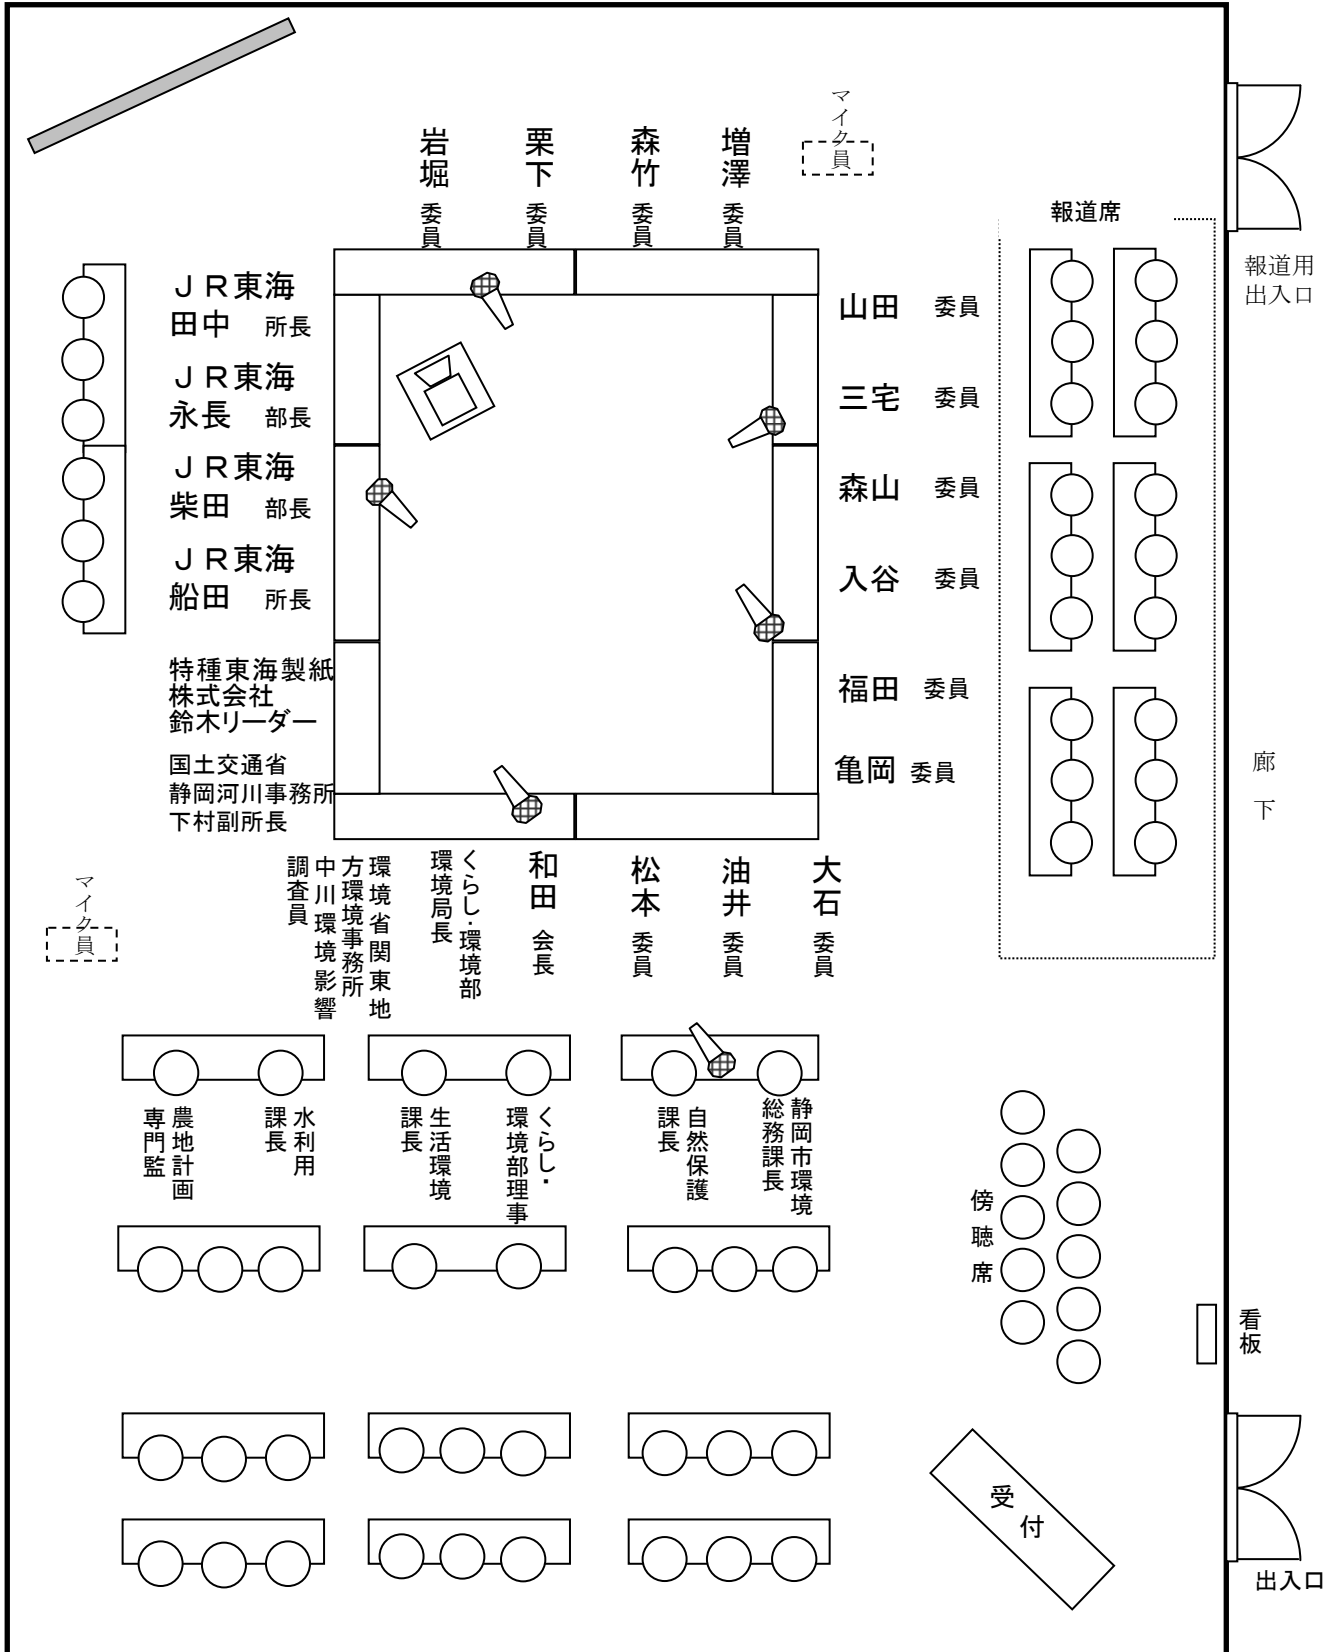 マイク員
岩堀 委員
栗下 委員
森竹 委員
増澤 委員
報道席
報道用
出入口
ＪＲ東海
田中 所長
ＪＲ東海
永長 部長
ＪＲ東海
柴田 部長
ＪＲ東海
船田 所長
特種東海製紙
株式会社
鈴木リーダー
国土交通省
静岡河川事務所
下村副所長
山田 委員
三宅 委員
森山 委員
入谷 委員
福田 委員
亀岡 委員
廊下
マイク員
環境省関東地
方環境事務所
中川環境影響
調査員
くらし・環境部
環境局長
和田 会長
松本 委員
油井 委員
大石 委員
農地計画
専門監
水利用
課長
生活環境
課長
くらし・
環境部理事
自然保護
課長
静岡市環境
総務課長
傍聴席
看板
受付
出入口